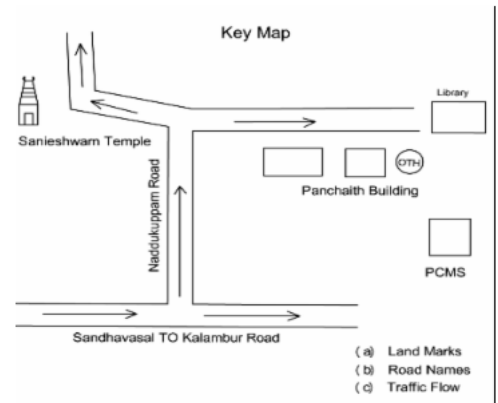 Key Map
Library
Sanieshwarn Temple
OTH
Panchaith Building
Naddukuppam Road
PCMS
Sandhavasal TO Kalambur Road
(a) Land Marks
(b) Road Names
(c) Traffic Flow